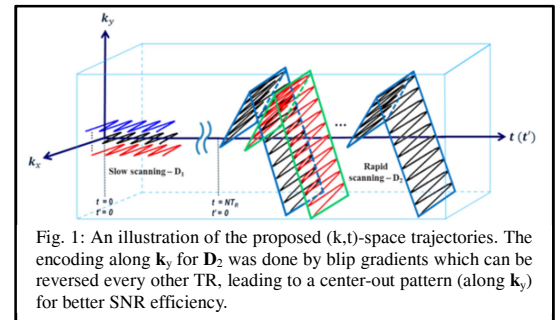 k_y
...
t (t')
k_x
Slow scanning – D₁
Rapid
scanning – D₂
t = 0
t' = 0
t = NT_R
t' = 0
Fig. 1: An illustration of the proposed (k,t)-space trajectories. The
encoding along k_y for D₂ was done by blip gradients which can be
reversed every other TR, leading to a center-out pattern (along k_y)
for better SNR efficiency.